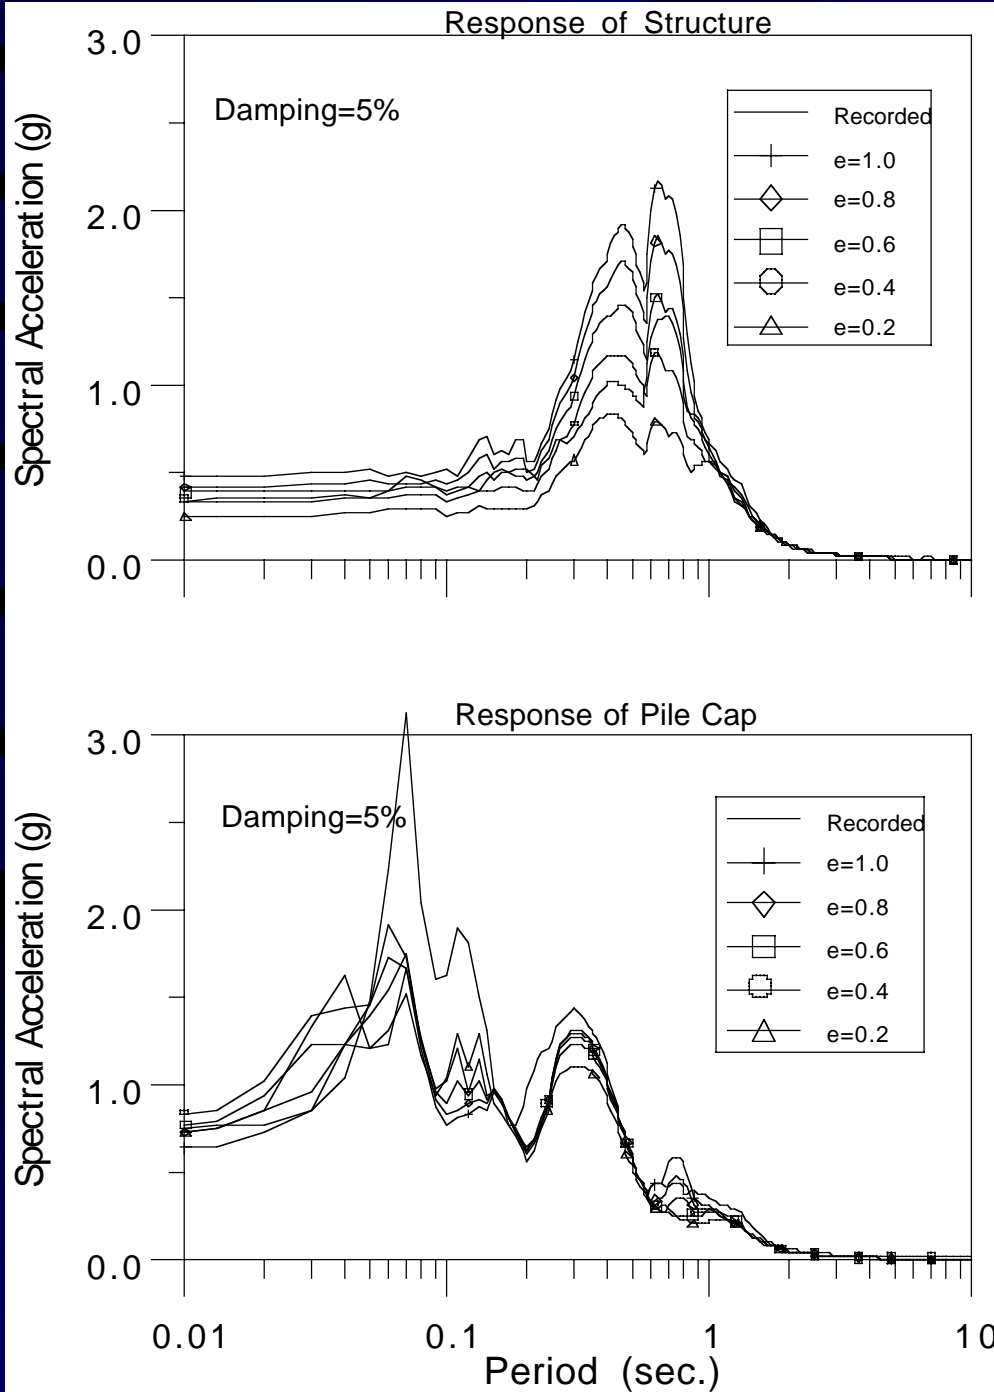 Response of Structure
3.0
2.0
1.0
0.0
Spectral Acceleration (g)
Damping=5%
Recorded
e=1.0
e=0.8
e=0.6
e=0.4
e=0.2
Response of Pile Cap
3.0
2.0
1.0
0.0
Spectral Acceleration (g)
Damping=5%
Recorded
e=1.0
e=0.8
e=0.6
e=0.4
e=0.2
0.01 0.1 1 10
Period (sec.)